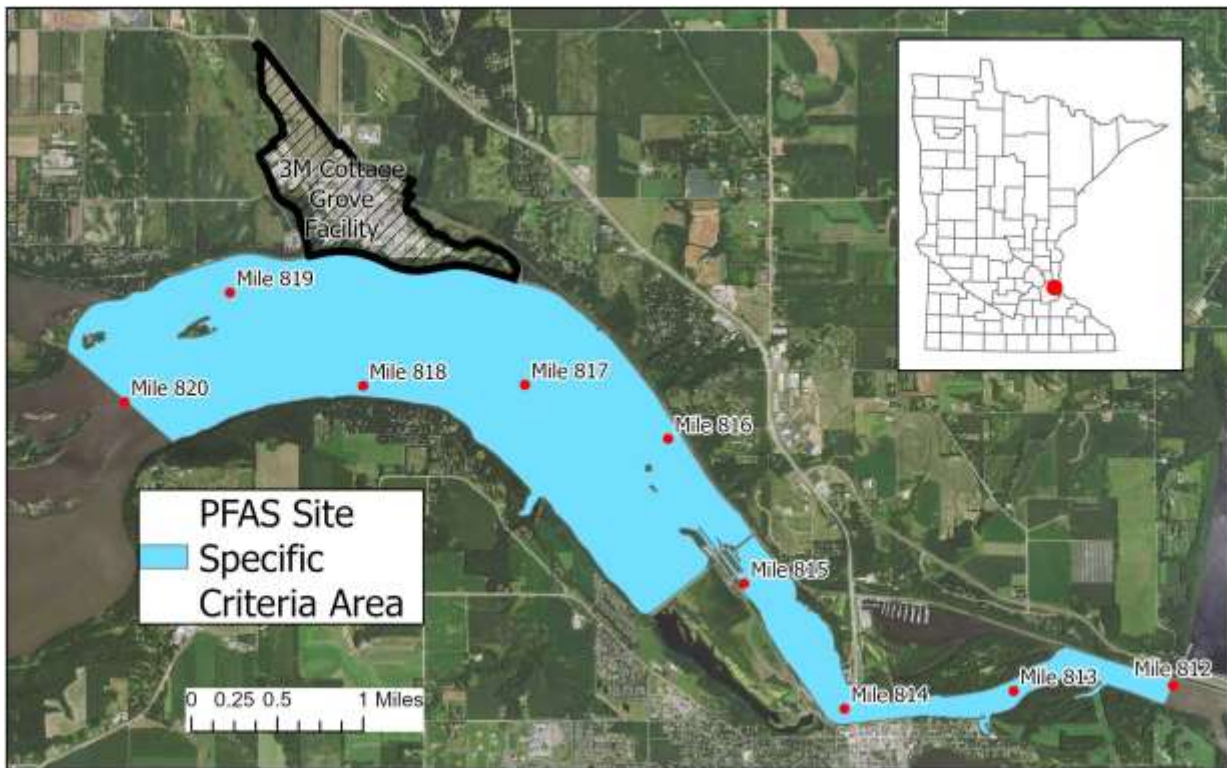 3M Cottage
Grove
Facility
Mile 819
Mile 818
Mile 817
Mile 820
Mile 816
PFAS Site
Specific
Criteria Area
Mile 815
Mile 812
Mile 813
Mile 814
0 0.25 0.5 1 Miles